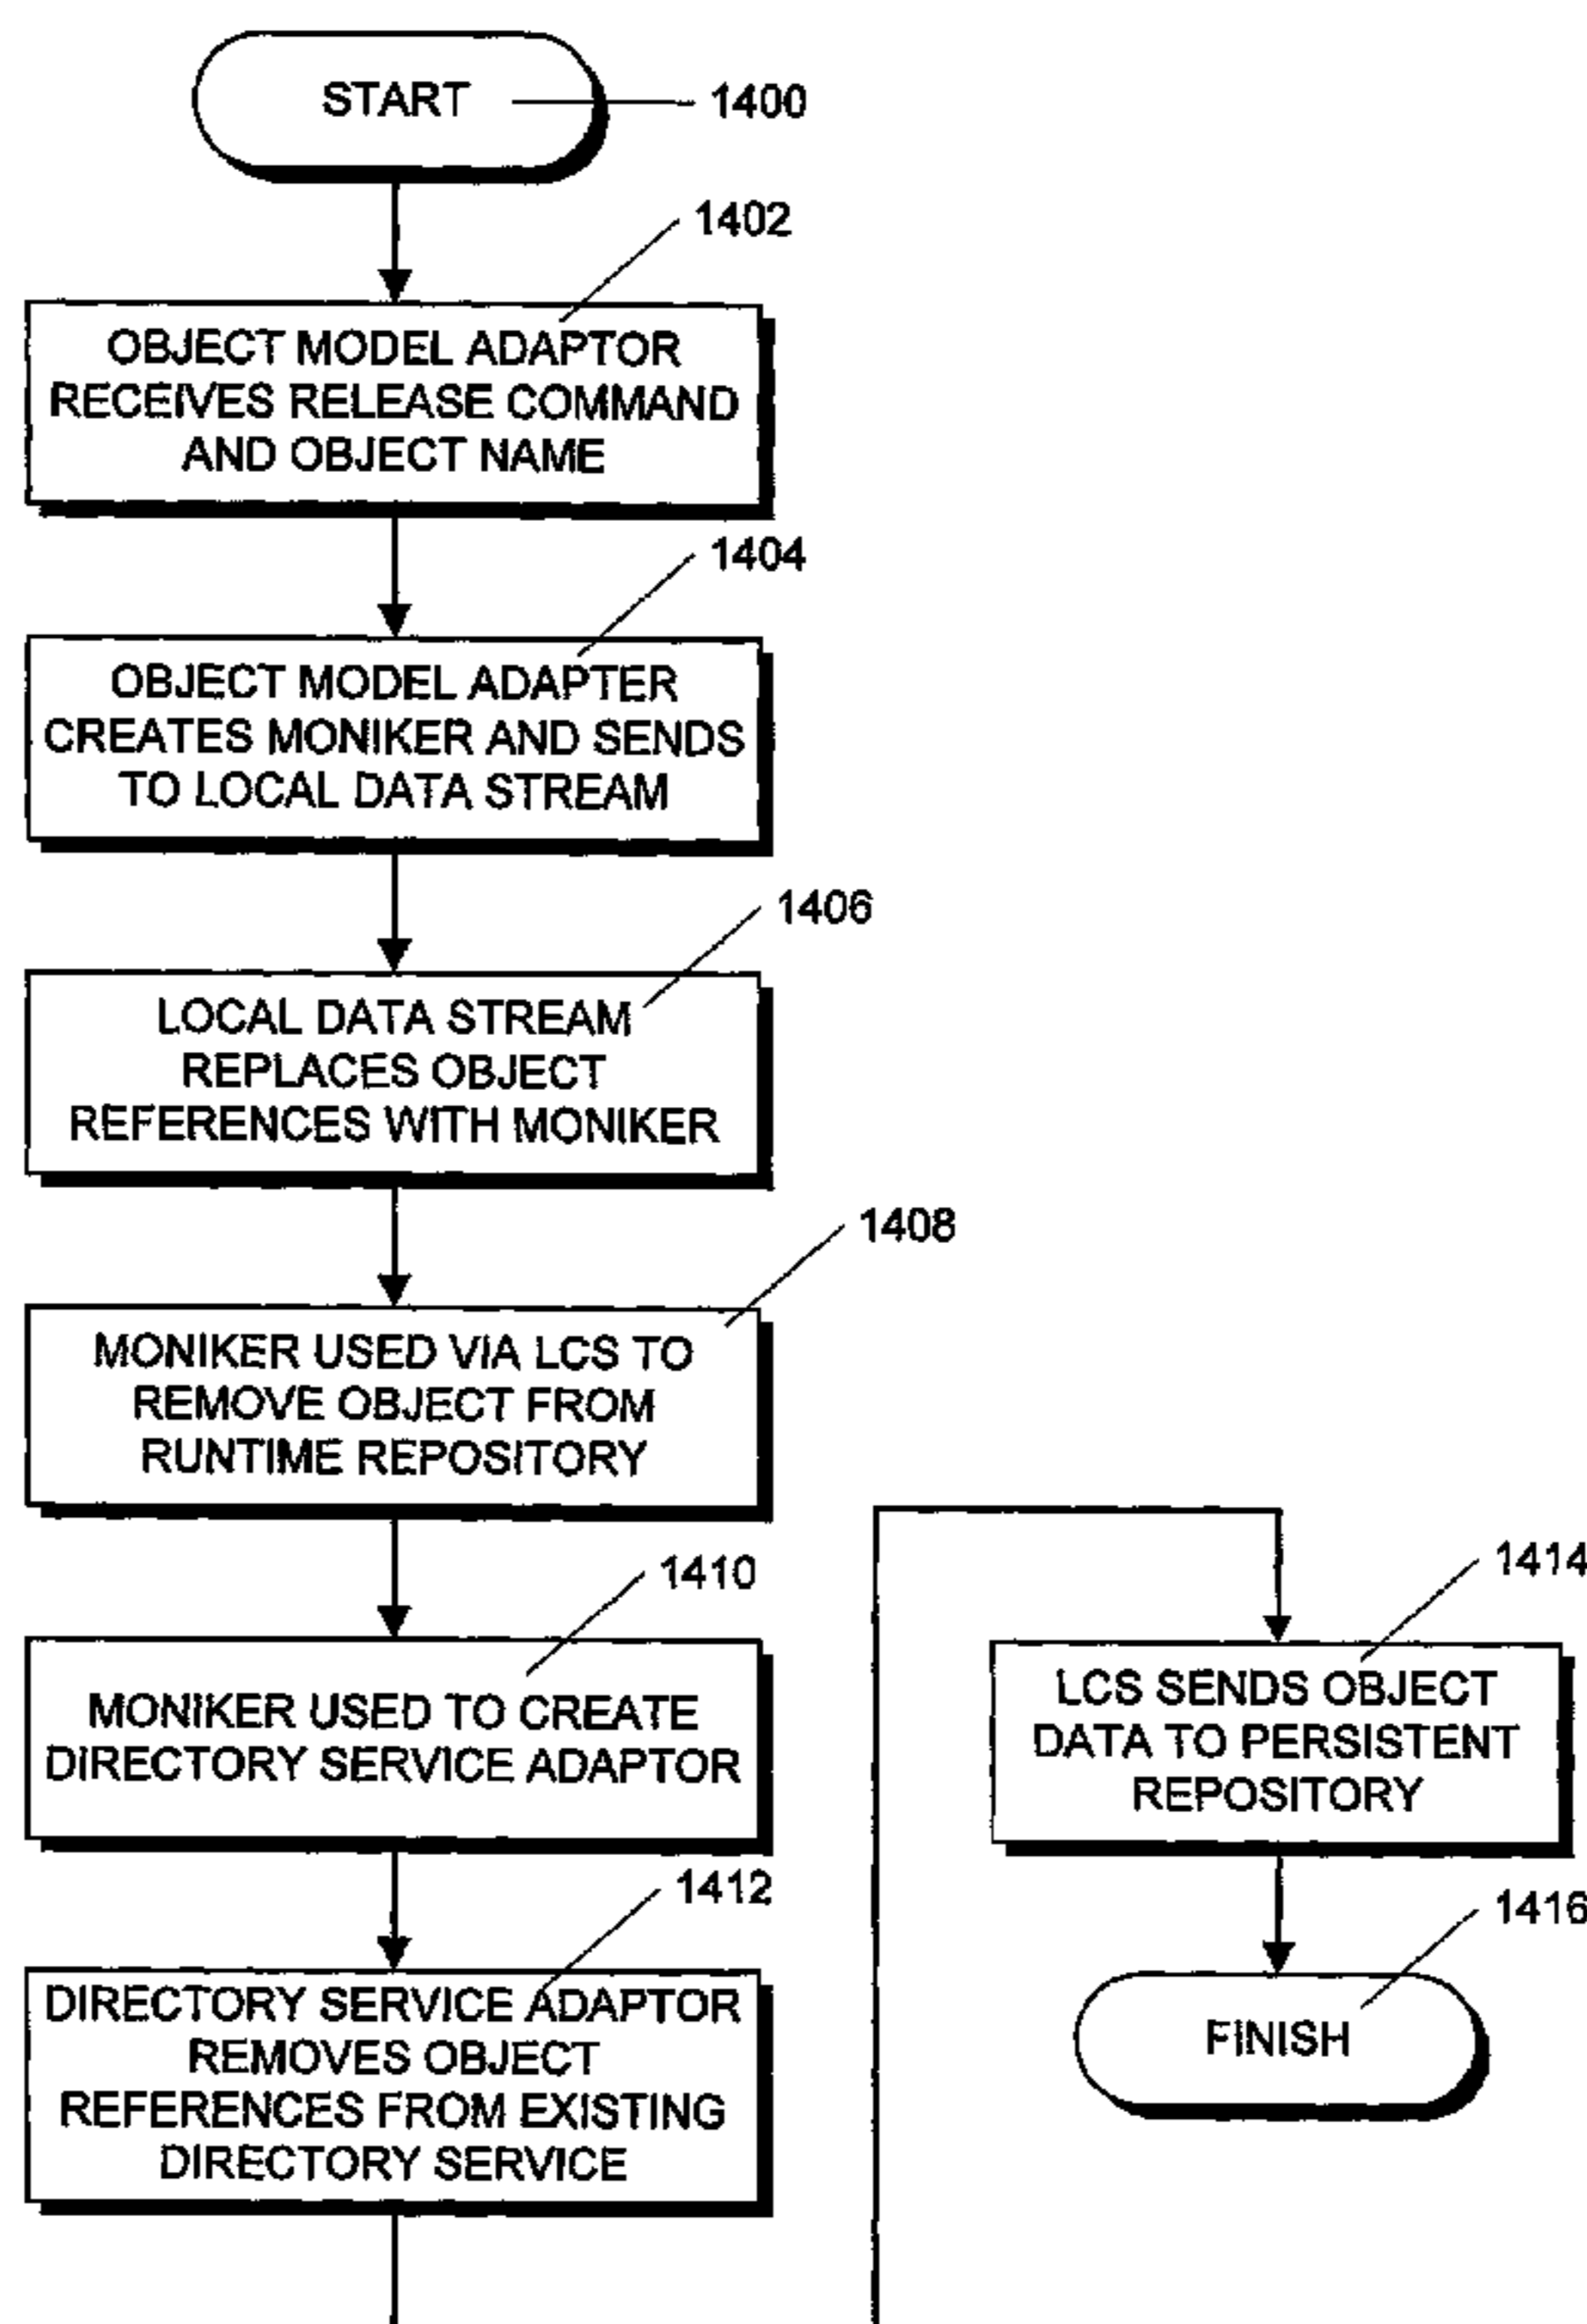 START
1400
1402
OBJECT MODEL ADAPTOR
RECEIVES RELEASE COMMAND
AND OBJECT NAME
1404
OBJECT MODEL ADAPTER
CREATES MONIKER AND SENDS
TO LOCAL DATA STREAM
1406
LOCAL DATA STREAM
REPLACES OBJECT
REFERENCES WITH MONIKER
1408
MONIKER USED VIA LCS TO
REMOVE OBJECT FROM
RUNTIME REPOSITORY
1410
MONIKER USED TO CREATE
DIRECTORY SERVICE ADAPTOR
1412
DIRECTORY SERVICE ADAPTOR
REMOVES OBJECT
REFERENCES FROM EXISTING
DIRECTORY SERVICE
1414
LCS SENDS OBJECT
DATA TO PERSISTENT
REPOSITORY
1416
FINISH